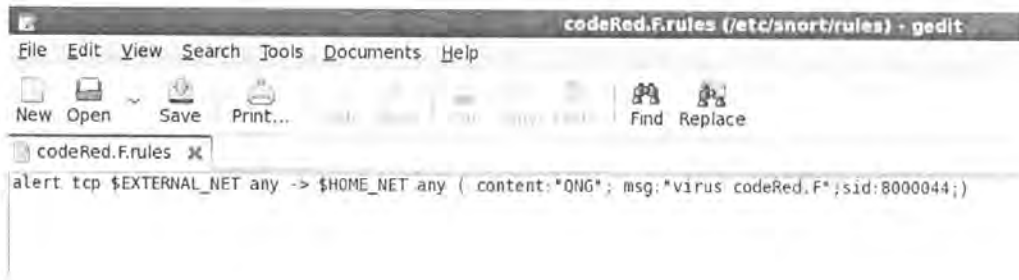 codeRed.F.rules (/etc/snort/rules) - gedit
File Edit View Search Tools Documents Help
New Open Save Print... Find Replace
codeRed.F.rules
alert tcp $EXTERNAL_NET any -> $HOME_NET any ( content:"QNG"; msg:"virus codeRed.F";sid:8000044;)